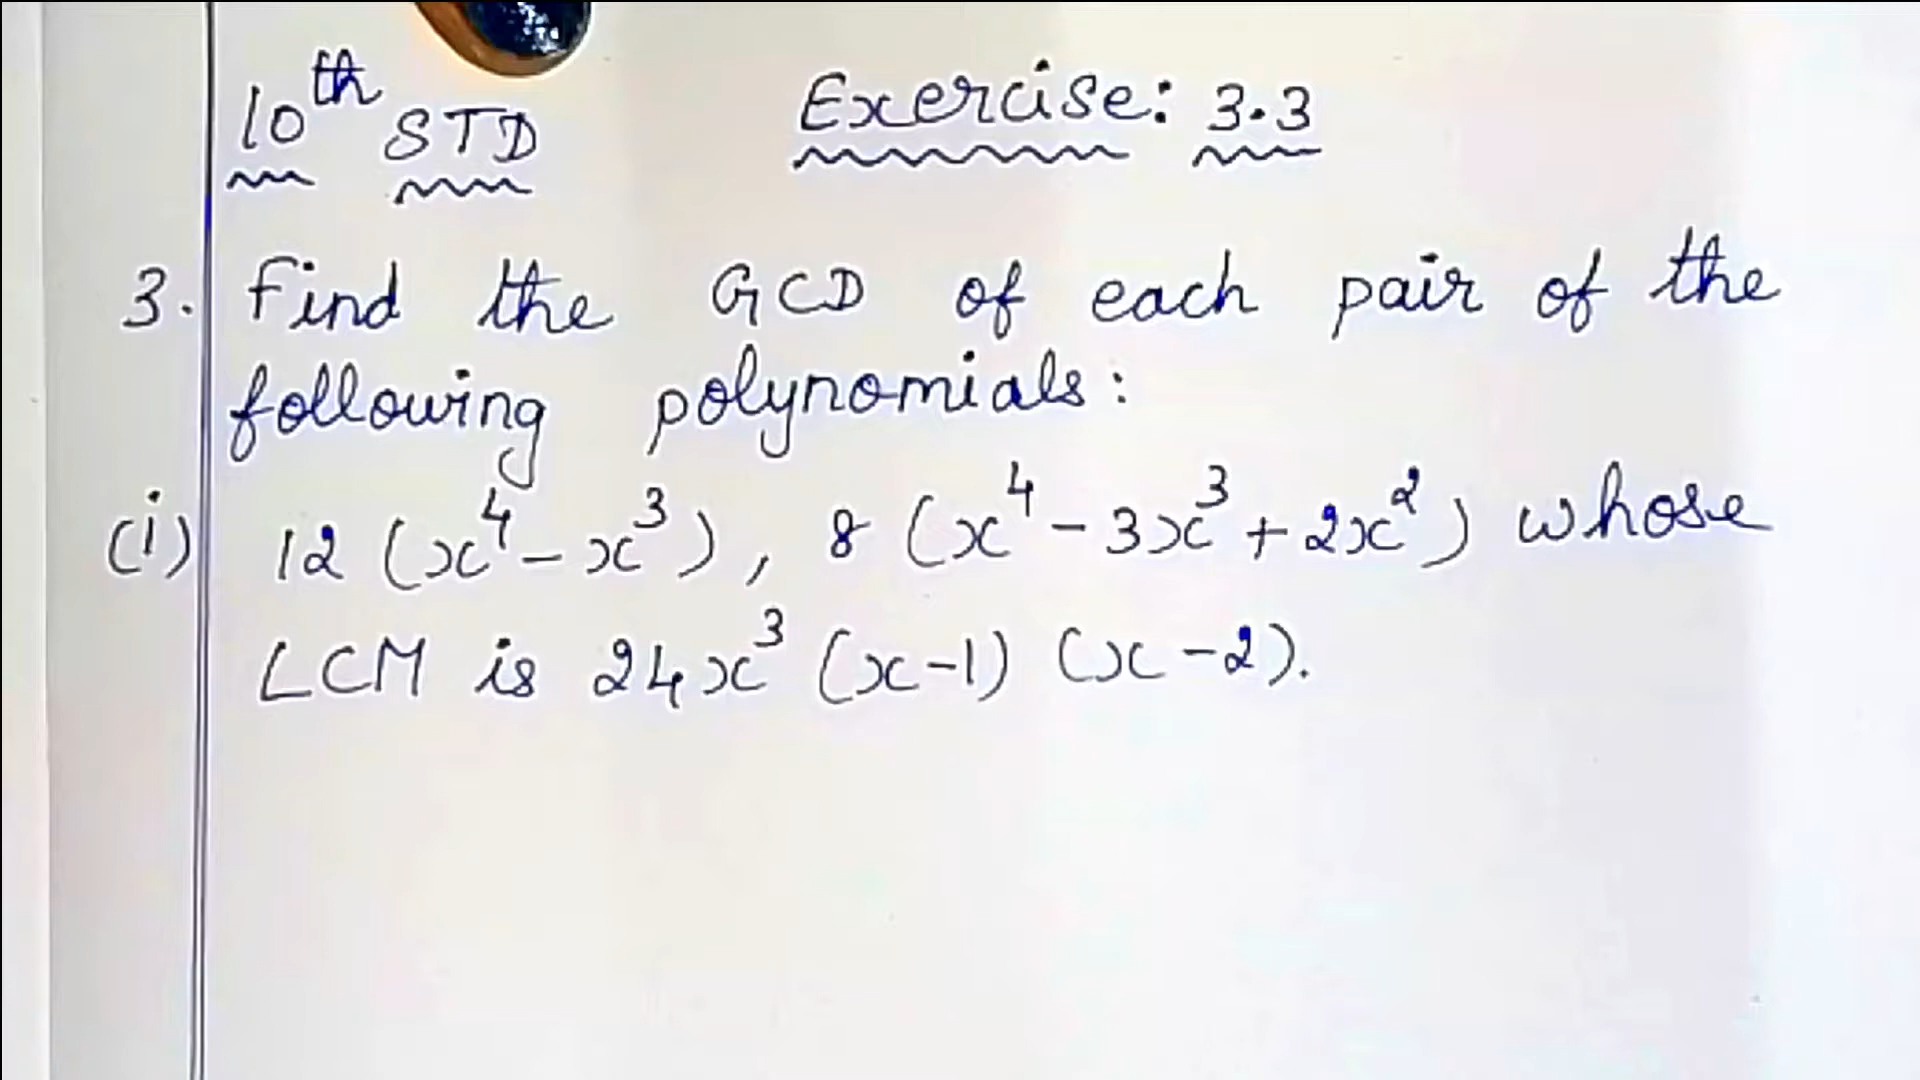 10th STD Exercise: 3.3
3. Find the GCD of each pair of the
following polynomials:
(i) 12 (x⁴ - x³), 8 (x⁴ - 3x³ + 2x²) whose
LCM is 24x³ (x-1) (x-2).